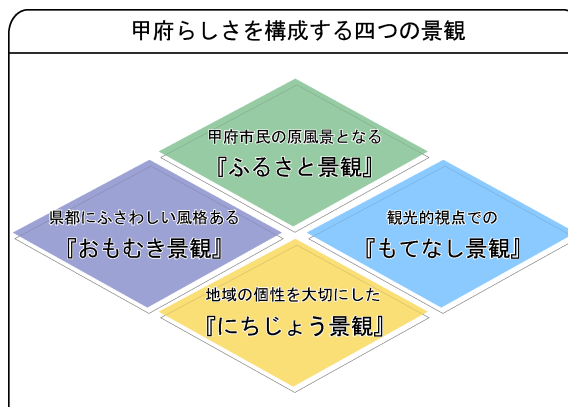 甲府らしさを構成する四つの景観
甲府市民の原風景となる
『ふるさと景観』
県都にふさわしい風格ある
『おもむき景観』
観光的視点での
『もてなし景観』
地域の個性を大切にした
『にちじょう景観』